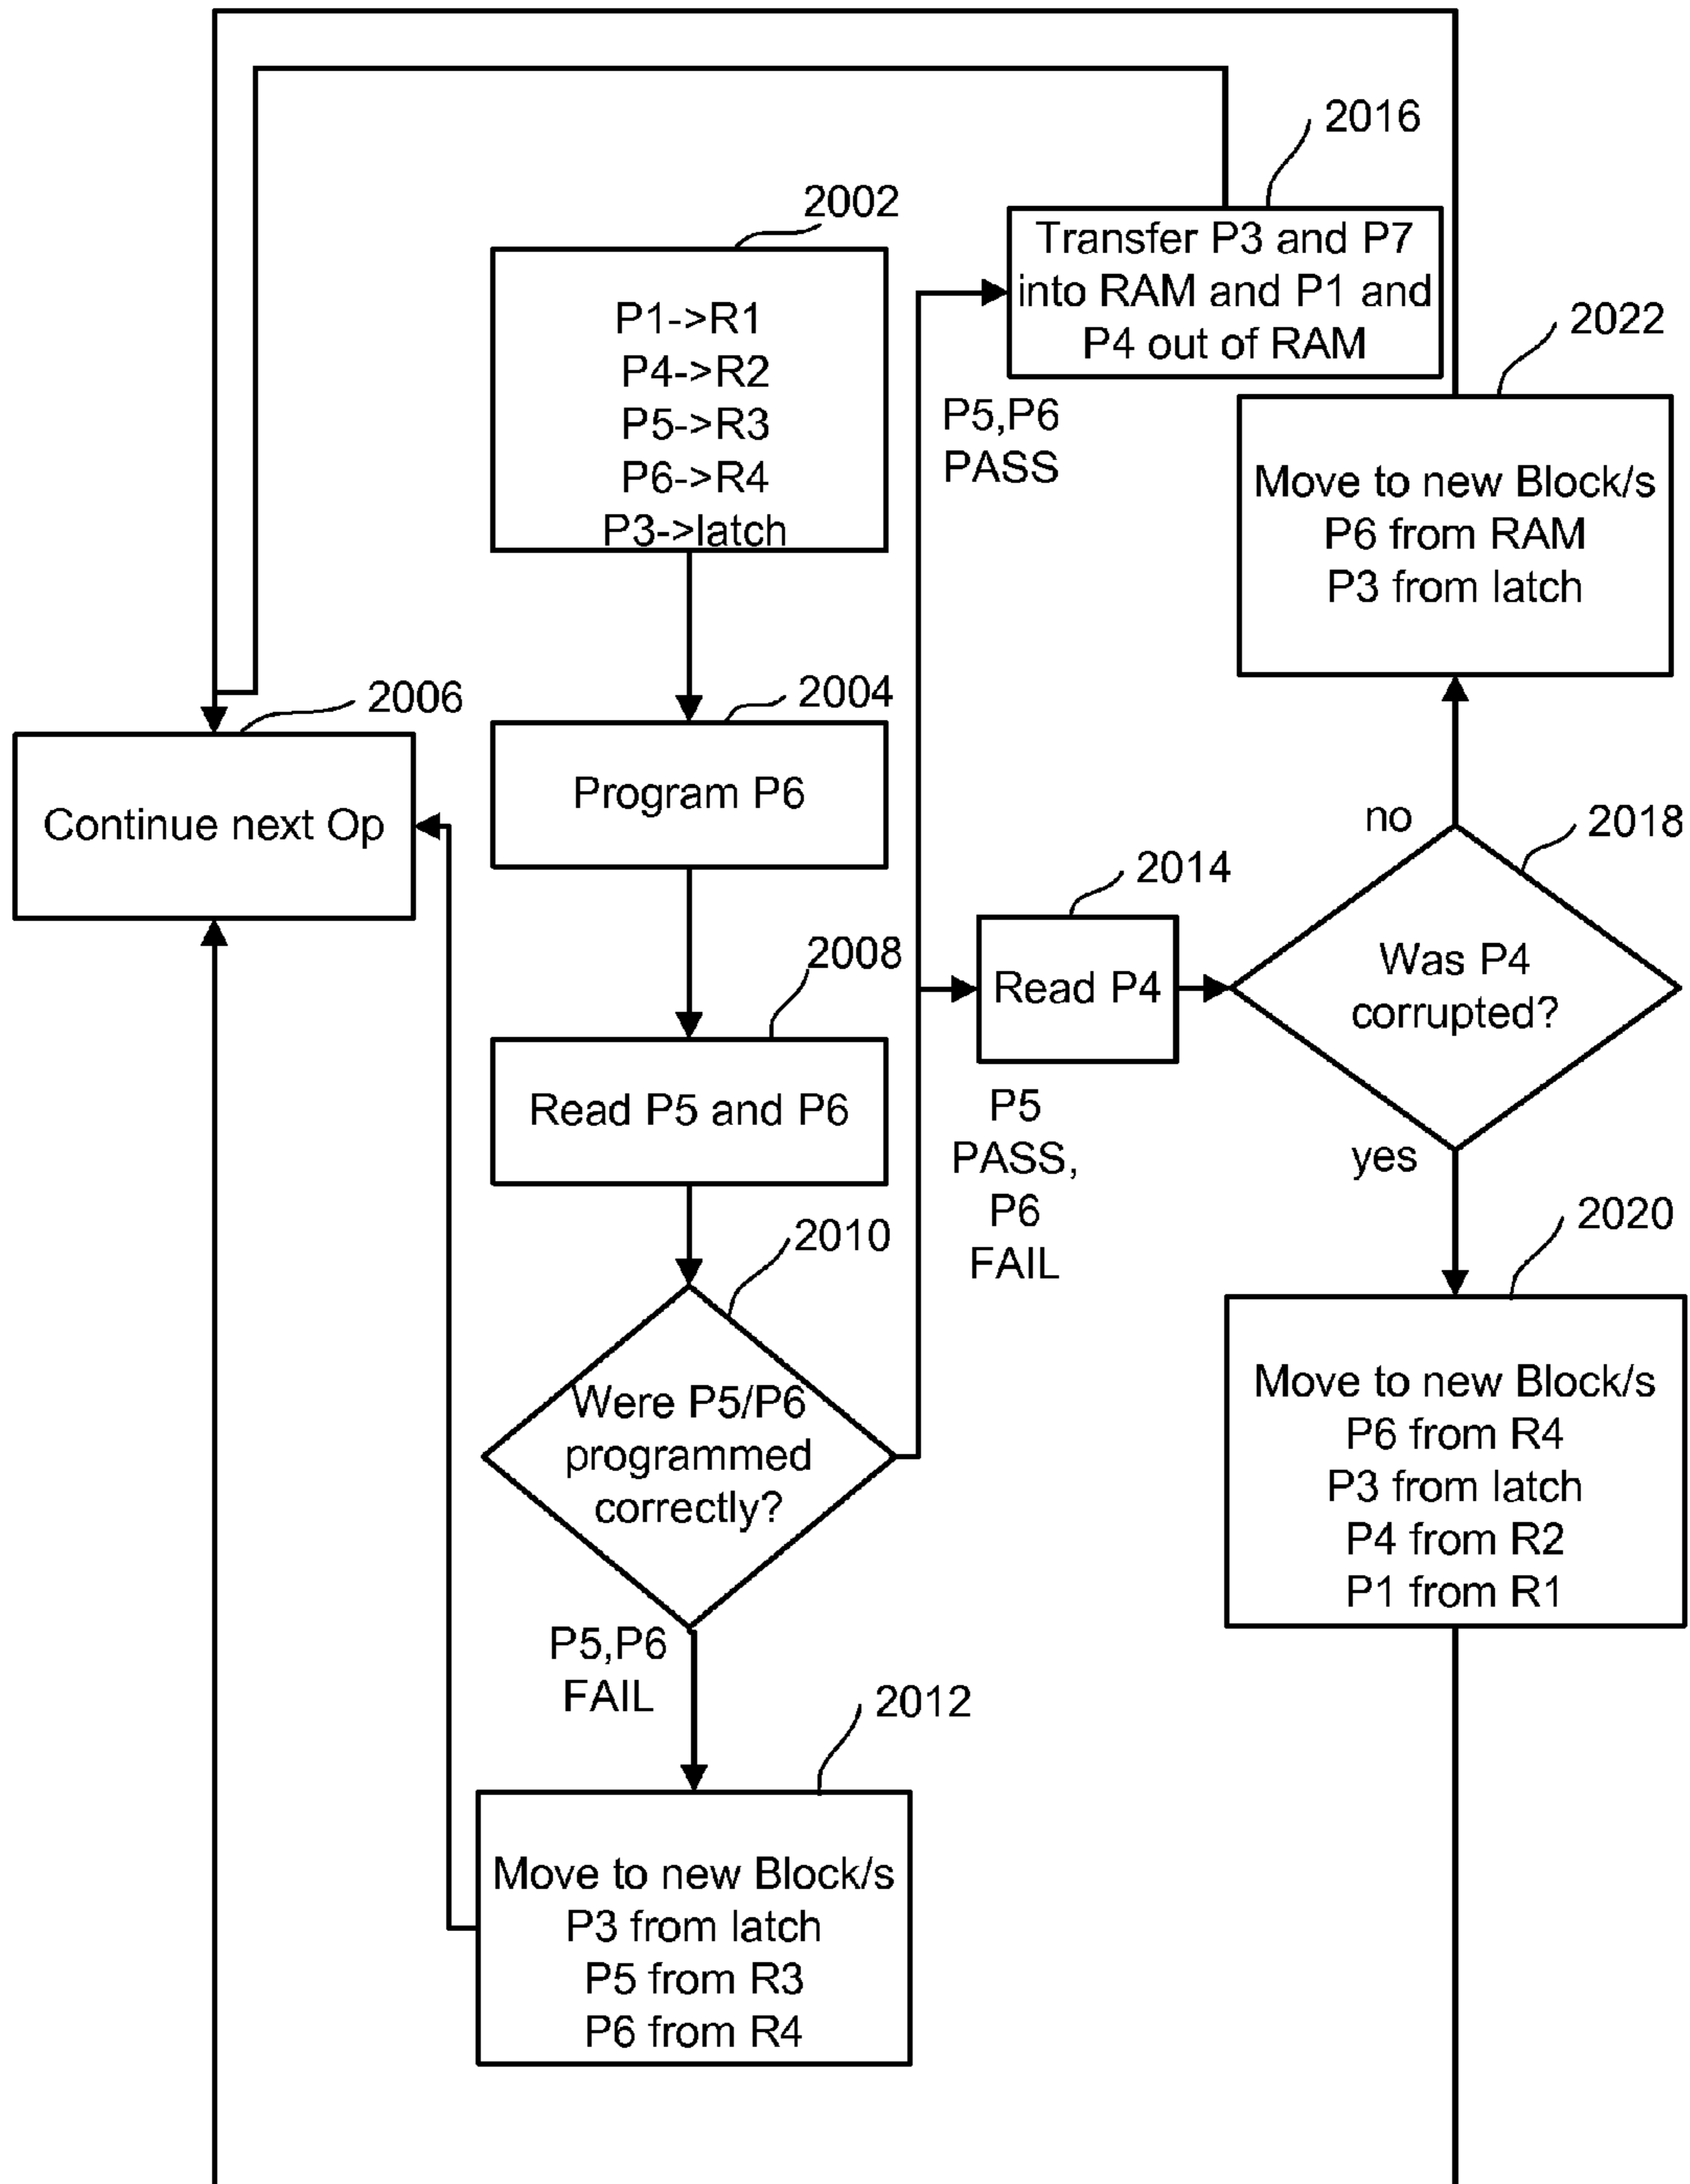 2016
2002
Transfer P3 and P7
into RAM and P1 and
P4 out of RAM
P1->R1
P4->R2
P5->R3
P6->R4
P3->latch
2022
P5,P6
PASS
Move to new Block/s
P6 from RAM
P3 from latch
2006
2004
Continue next Op
Program P6
no
2018
2014
2008
Read P4
Was P4
corrupted?
Read P5 and P6
P5
PASS,
P6
FAIL
yes
2010
2020
Were P5/P6
programmed
correctly?
Move to new Block/s
P6 from R4
P3 from latch
P4 from R2
P1 from R1
P5,P6
FAIL
2012
Move to new Block/s
P3 from latch
P5 from R3
P6 from R4